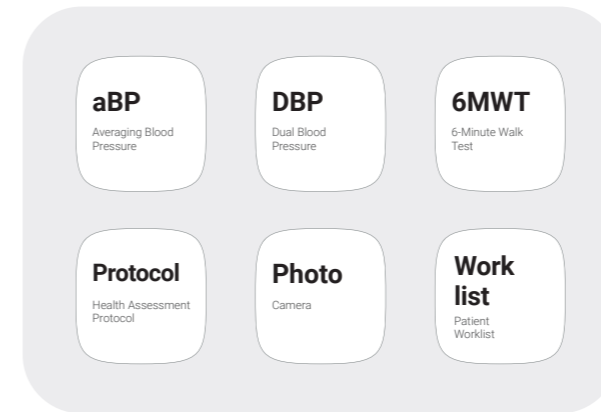 aBP
Averaging Blood
Pressure
DBP
Dual Blood
Pressure
6MWT
6-Minute Walk
Test
Protocol
Health Assessment
Protocol
Photo
Camera
Work
list
Patient
Worklist